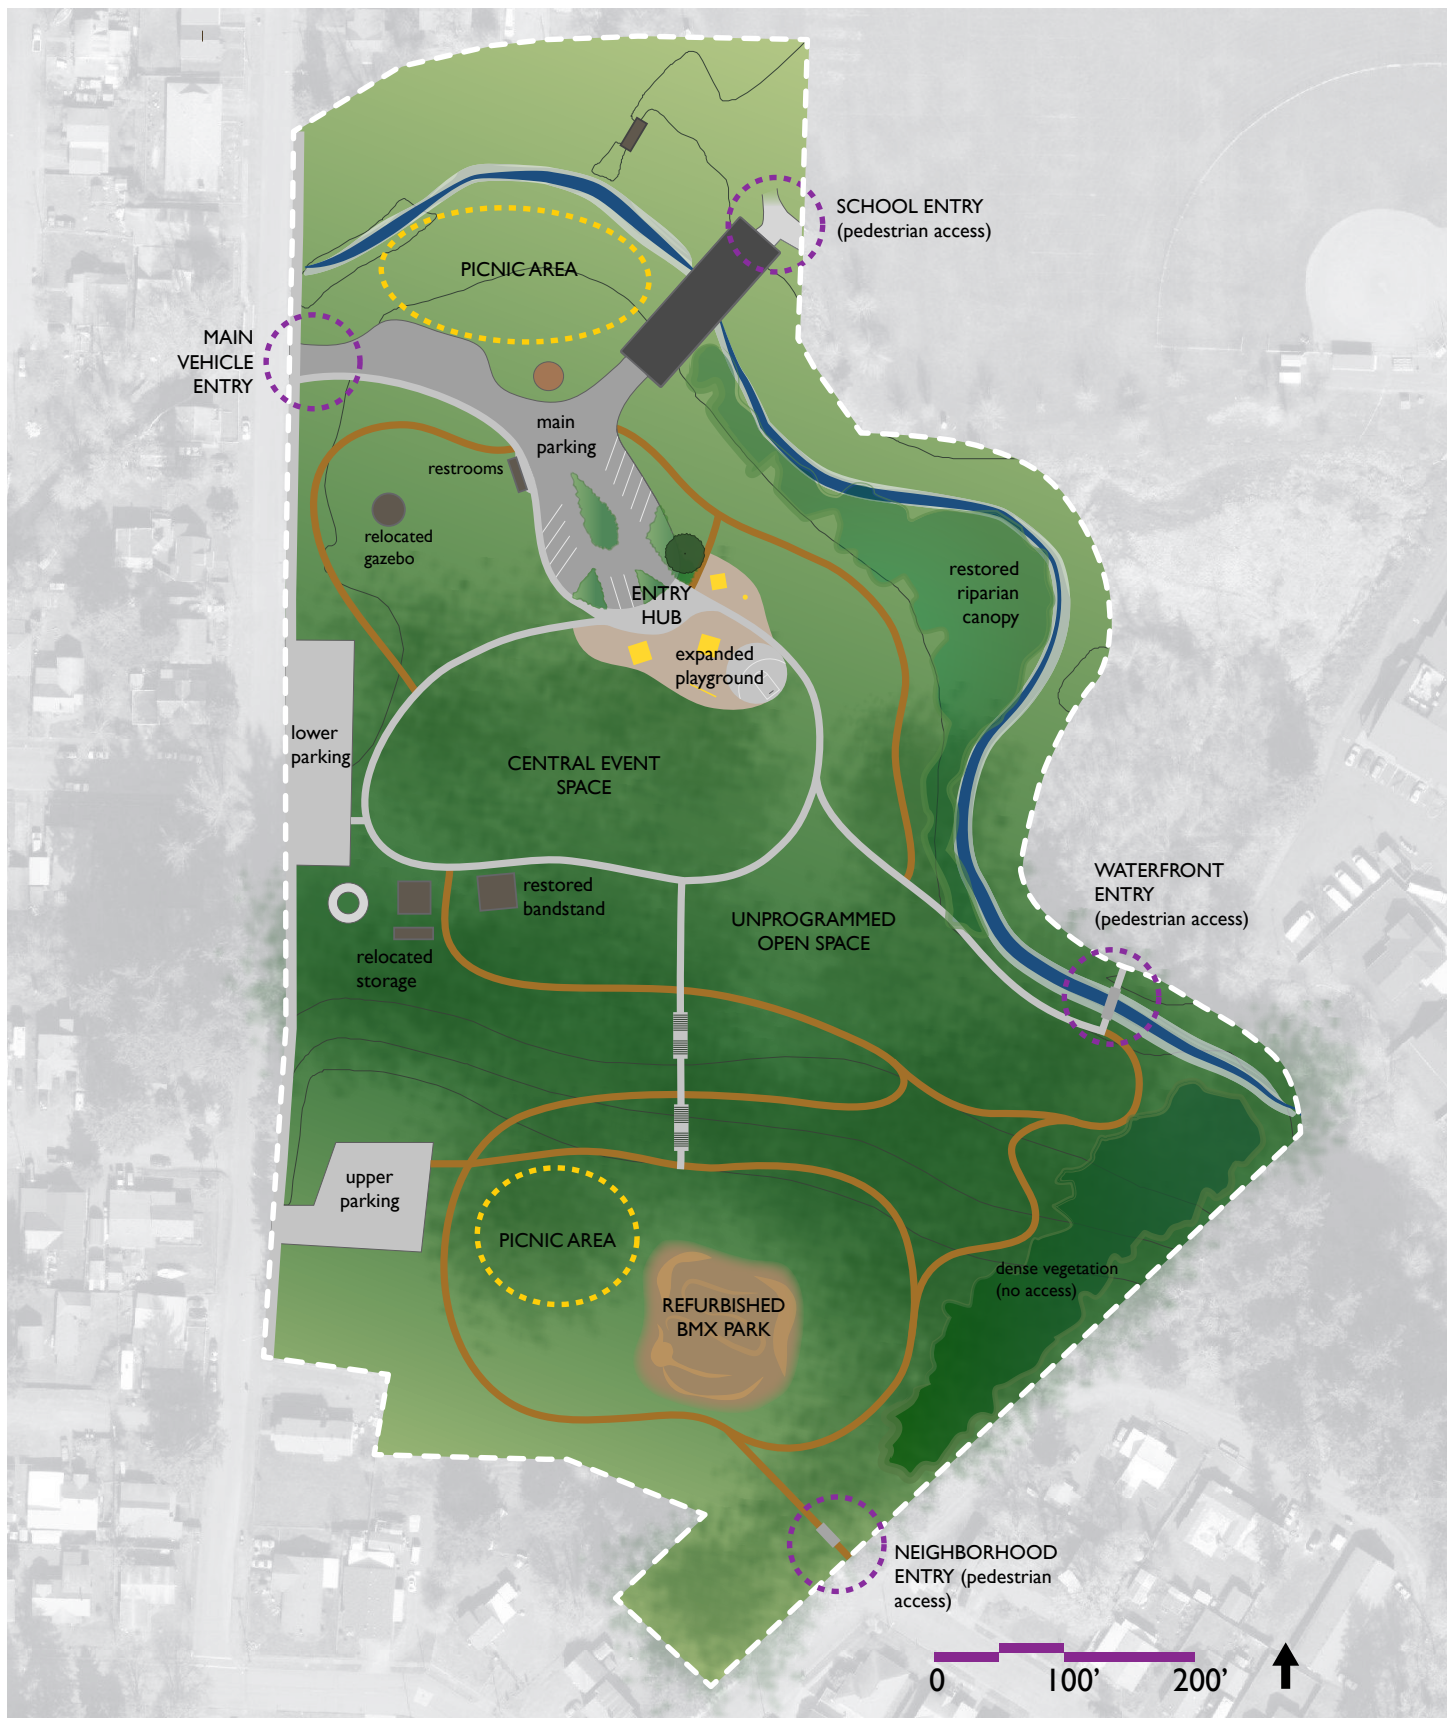 SCHOOL ENTRY
(pedestrian access)
PICNIC AREA
MAIN
VEHICLE
ENTRY
main
parking
restrooms
relocated
gazebo
restored
riparian
canopy
ENTRY
HUB
expanded
playground
lower
parking
CENTRAL EVENT
SPACE
WATERFRONT
ENTRY
(pedestrian access)
restored
bandstand
UNPROGRAMMED
OPEN SPACE
relocated
storage
upper
parking
PICNIC AREA
dense vegetation
(no access)
REFURBISHED
BMX PARK
NEIGHBORHOOD
ENTRY (pedestrian
access)
0 100' 200'